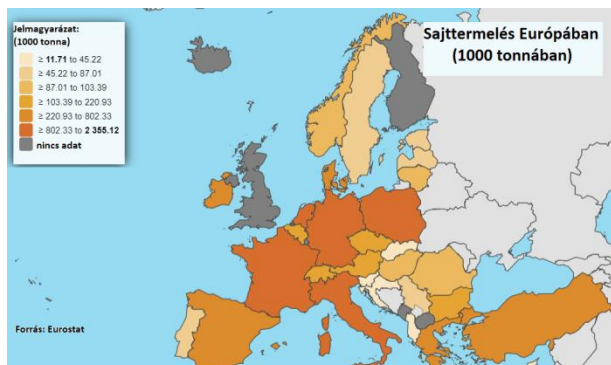 Jelmagyarázat:
(1000 tonna)
≥ 11.71 to 45.22
≥ 45.22 to 87.01
≥ 87.01 to 103.39
≥ 103.39 to 220.93
≥ 220.93 to 802.33
≥ 802.33 to 2 355.12
nincs adat
Sajttermelés Európában
(1000 tonnában)
Forrás: Eurostat